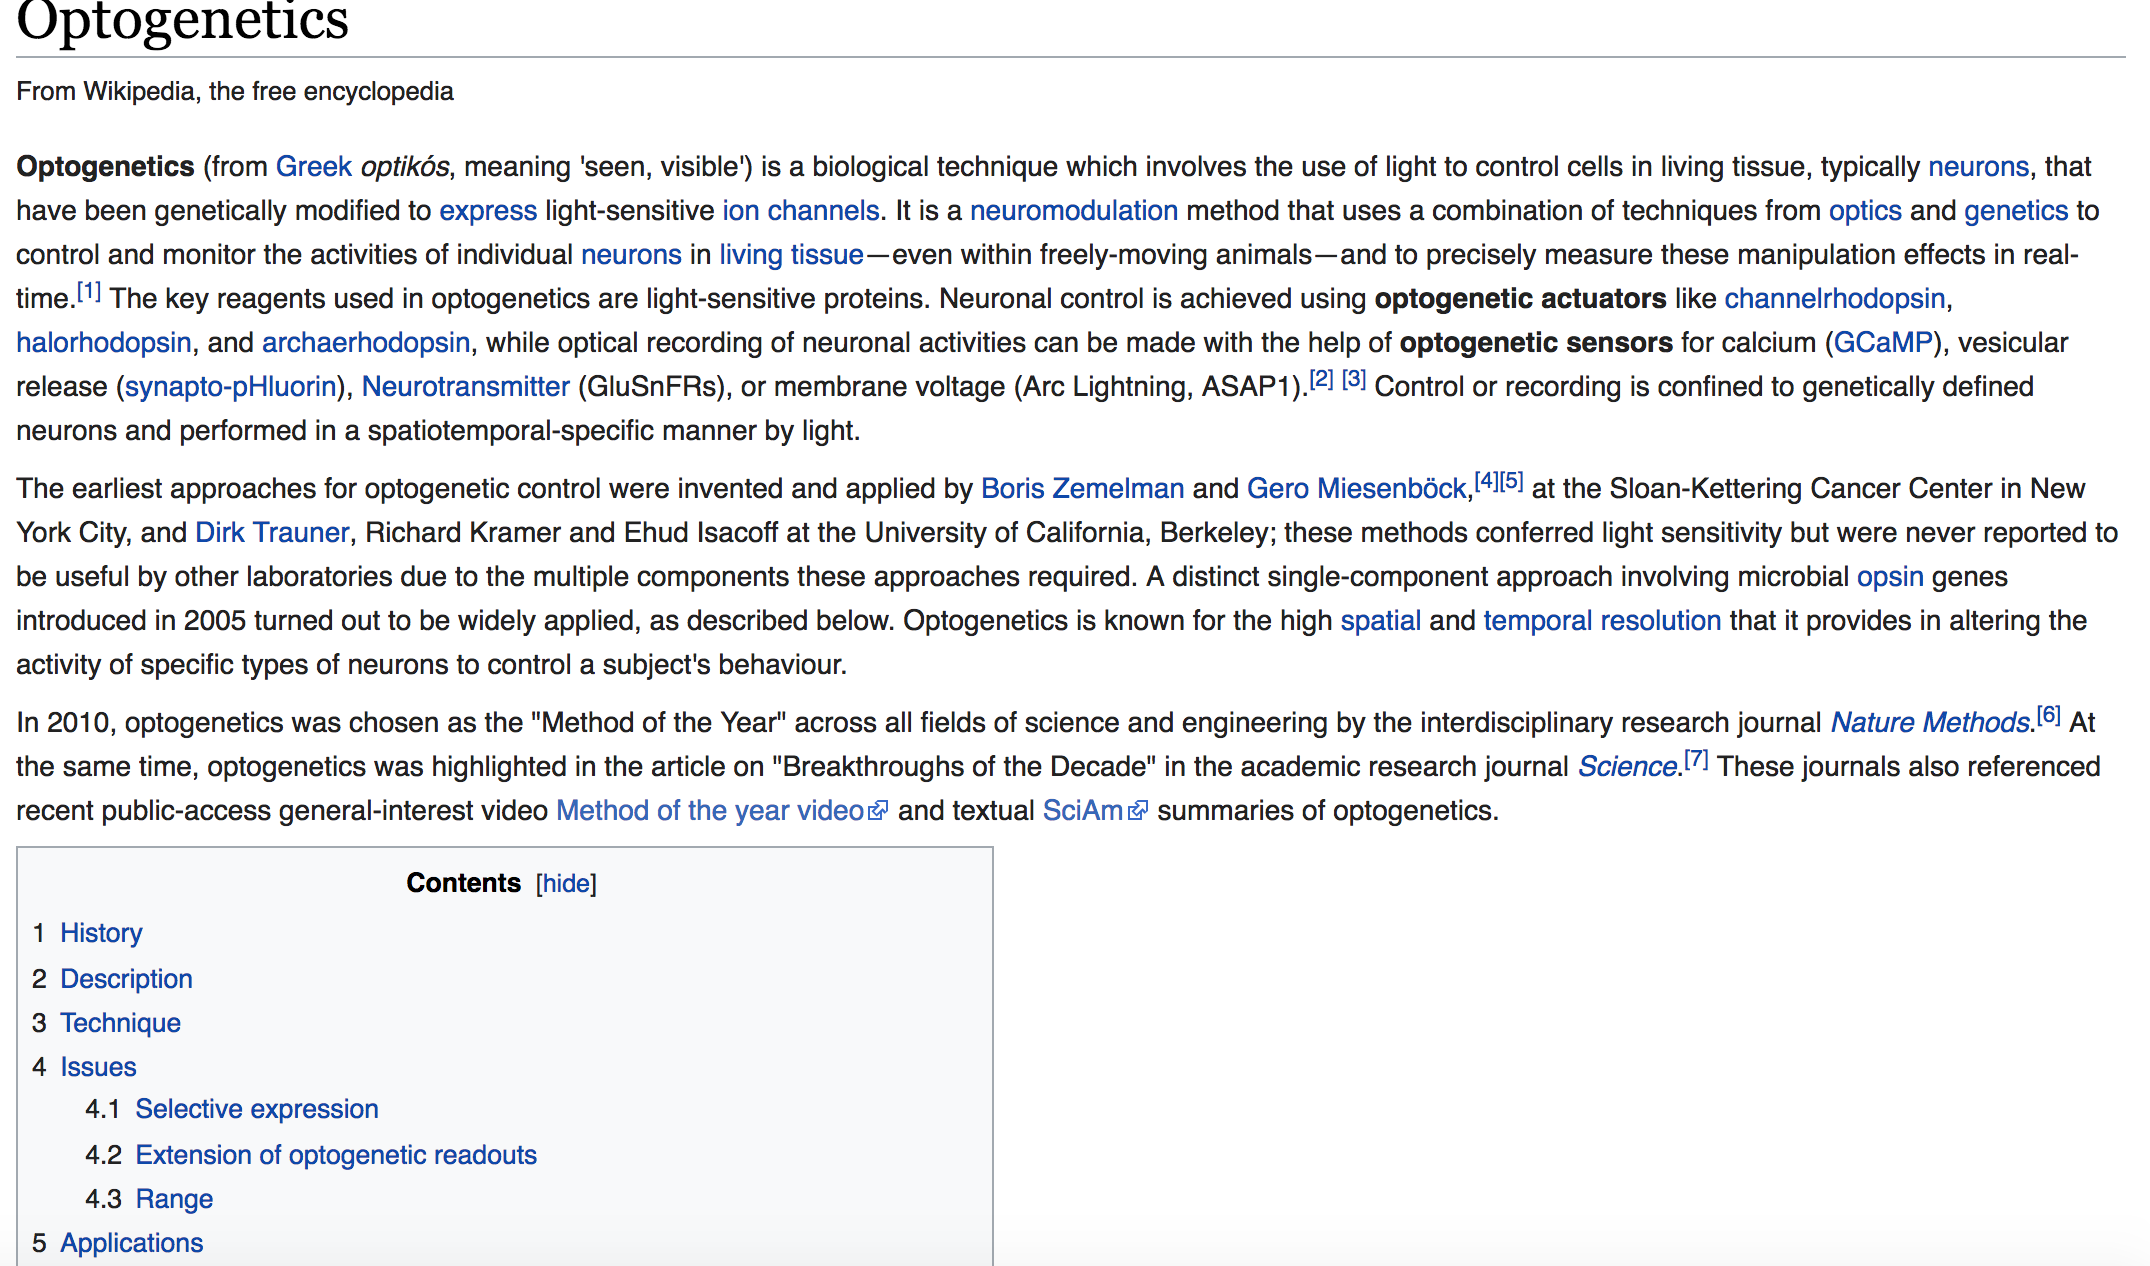 Optogenetics
From Wikipedia, the free encyclopedia
Optogenetics (from Greek optikós, meaning 'seen, visible') is a biological technique which involves the use of light to control cells in living tissue, typically neurons, that
have been genetically modified to express light-sensitive ion channels. It is a neuromodulation method that uses a combination of techniques from optics and genetics to
control and monitor the activities of individual neurons in living tissue—even within freely-moving animals—and to precisely measure these manipulation effects in real-
time.[1] The key reagents used in optogenetics are light-sensitive proteins. Neuronal control is achieved using optogenetic actuators like channelrhodopsin,
halorhodopsin, and archaerhodopsin, while optical recording of neuronal activities can be made with the help of optogenetic sensors for calcium (GCaMP), vesicular
release (synapto-pHluorin), Neurotransmitter (GluSnFRs), or membrane voltage (Arc Lightning, ASAP1).[2] [3] Control or recording is confined to genetically defined
neurons and performed in a spatiotemporal-specific manner by light.
The earliest approaches for optogenetic control were invented and applied by Boris Zemelman and Gero Miesenböck,[4][5] at the Sloan-Kettering Cancer Center in New
York City, and Dirk Trauner, Richard Kramer and Ehud Isacoff at the University of California, Berkeley; these methods conferred light sensitivity but were never reported to
be useful by other laboratories due to the multiple components these approaches required. A distinct single-component approach involving microbial opsin genes
introduced in 2005 turned out to be widely applied, as described below. Optogenetics is known for the high spatial and temporal resolution that it provides in altering the
activity of specific types of neurons to control a subject's behaviour.
In 2010, optogenetics was chosen as the "Method of the Year" across all fields of science and engineering by the interdisciplinary research journal Nature Methods.[6] At
the same time, optogenetics was highlighted in the article on "Breakthroughs of the Decade" in the academic research journal Science.[7] These journals also referenced
recent public-access general-interest video Method of the year video and textual SciAm summaries of optogenetics.
Contents [hide]
1 History
2 Description
3 Technique
4 Issues
4.1 Selective expression
4.2 Extension of optogenetic readouts
4.3 Range
5 Applications